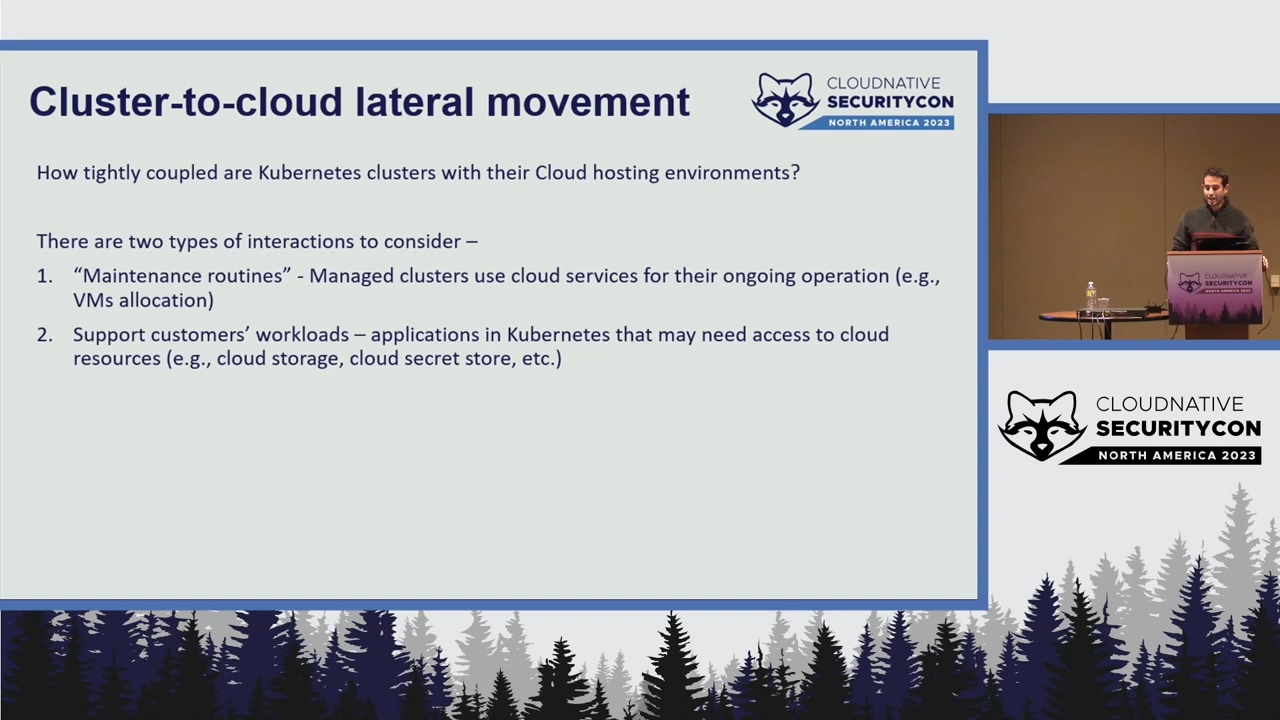 Cluster-to-cloud lateral movement
CLOUDNATIVE
SECURITYCON
NORTH AMERICA 2023
How tightly coupled are Kubernetes clusters with their Cloud hosting environments?
There are two types of interactions to consider –
1. “Maintenance routines” - Managed clusters use cloud services for their ongoing operation (e.g.,
VMs allocation)
2. Support customers’ workloads – applications in Kubernetes that may need access to cloud
resources (e.g., cloud storage, cloud secret store, etc.)
CLOUDNATIVE
SECURITYCON
CLOUDNATIVE
SECURITYCON
NORTH AMERICA 2023